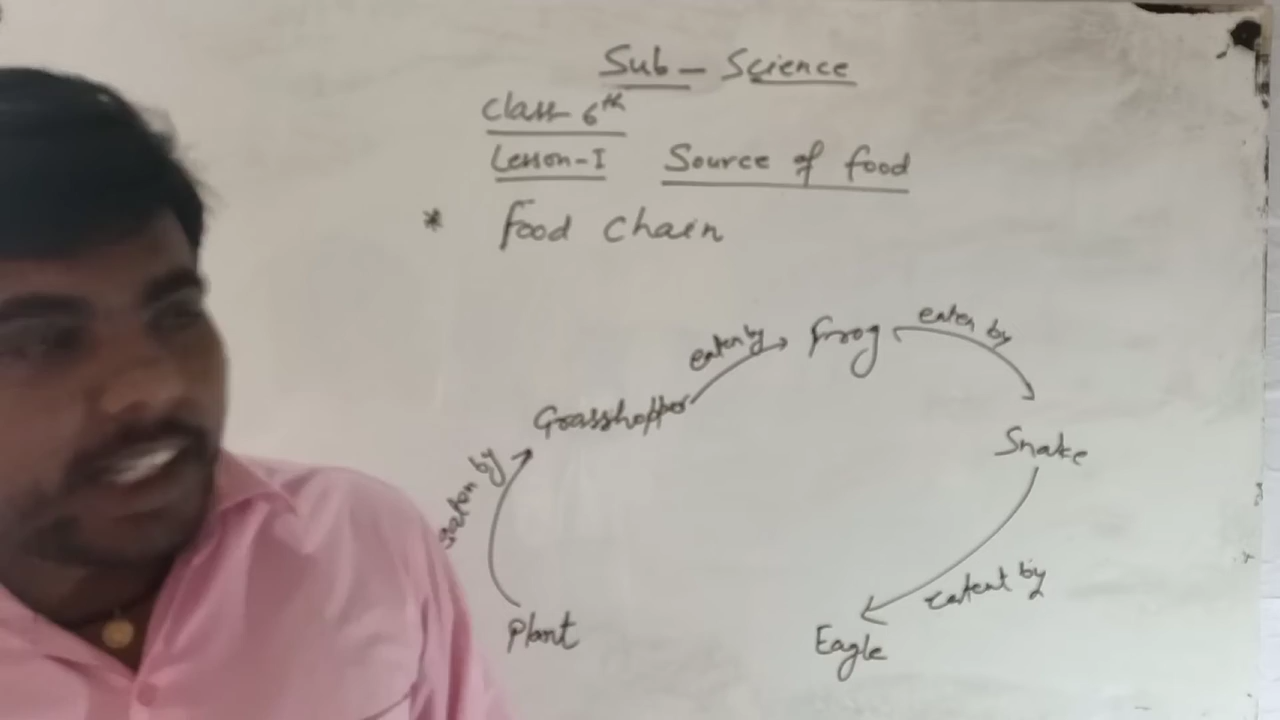 Sub - Science
Class 6th
Lesson-I Source of food
* Food chain
Plant
eaten by
Grasshopper
eaten by
Frog
eaten by
Snake
eatent by
Eagle